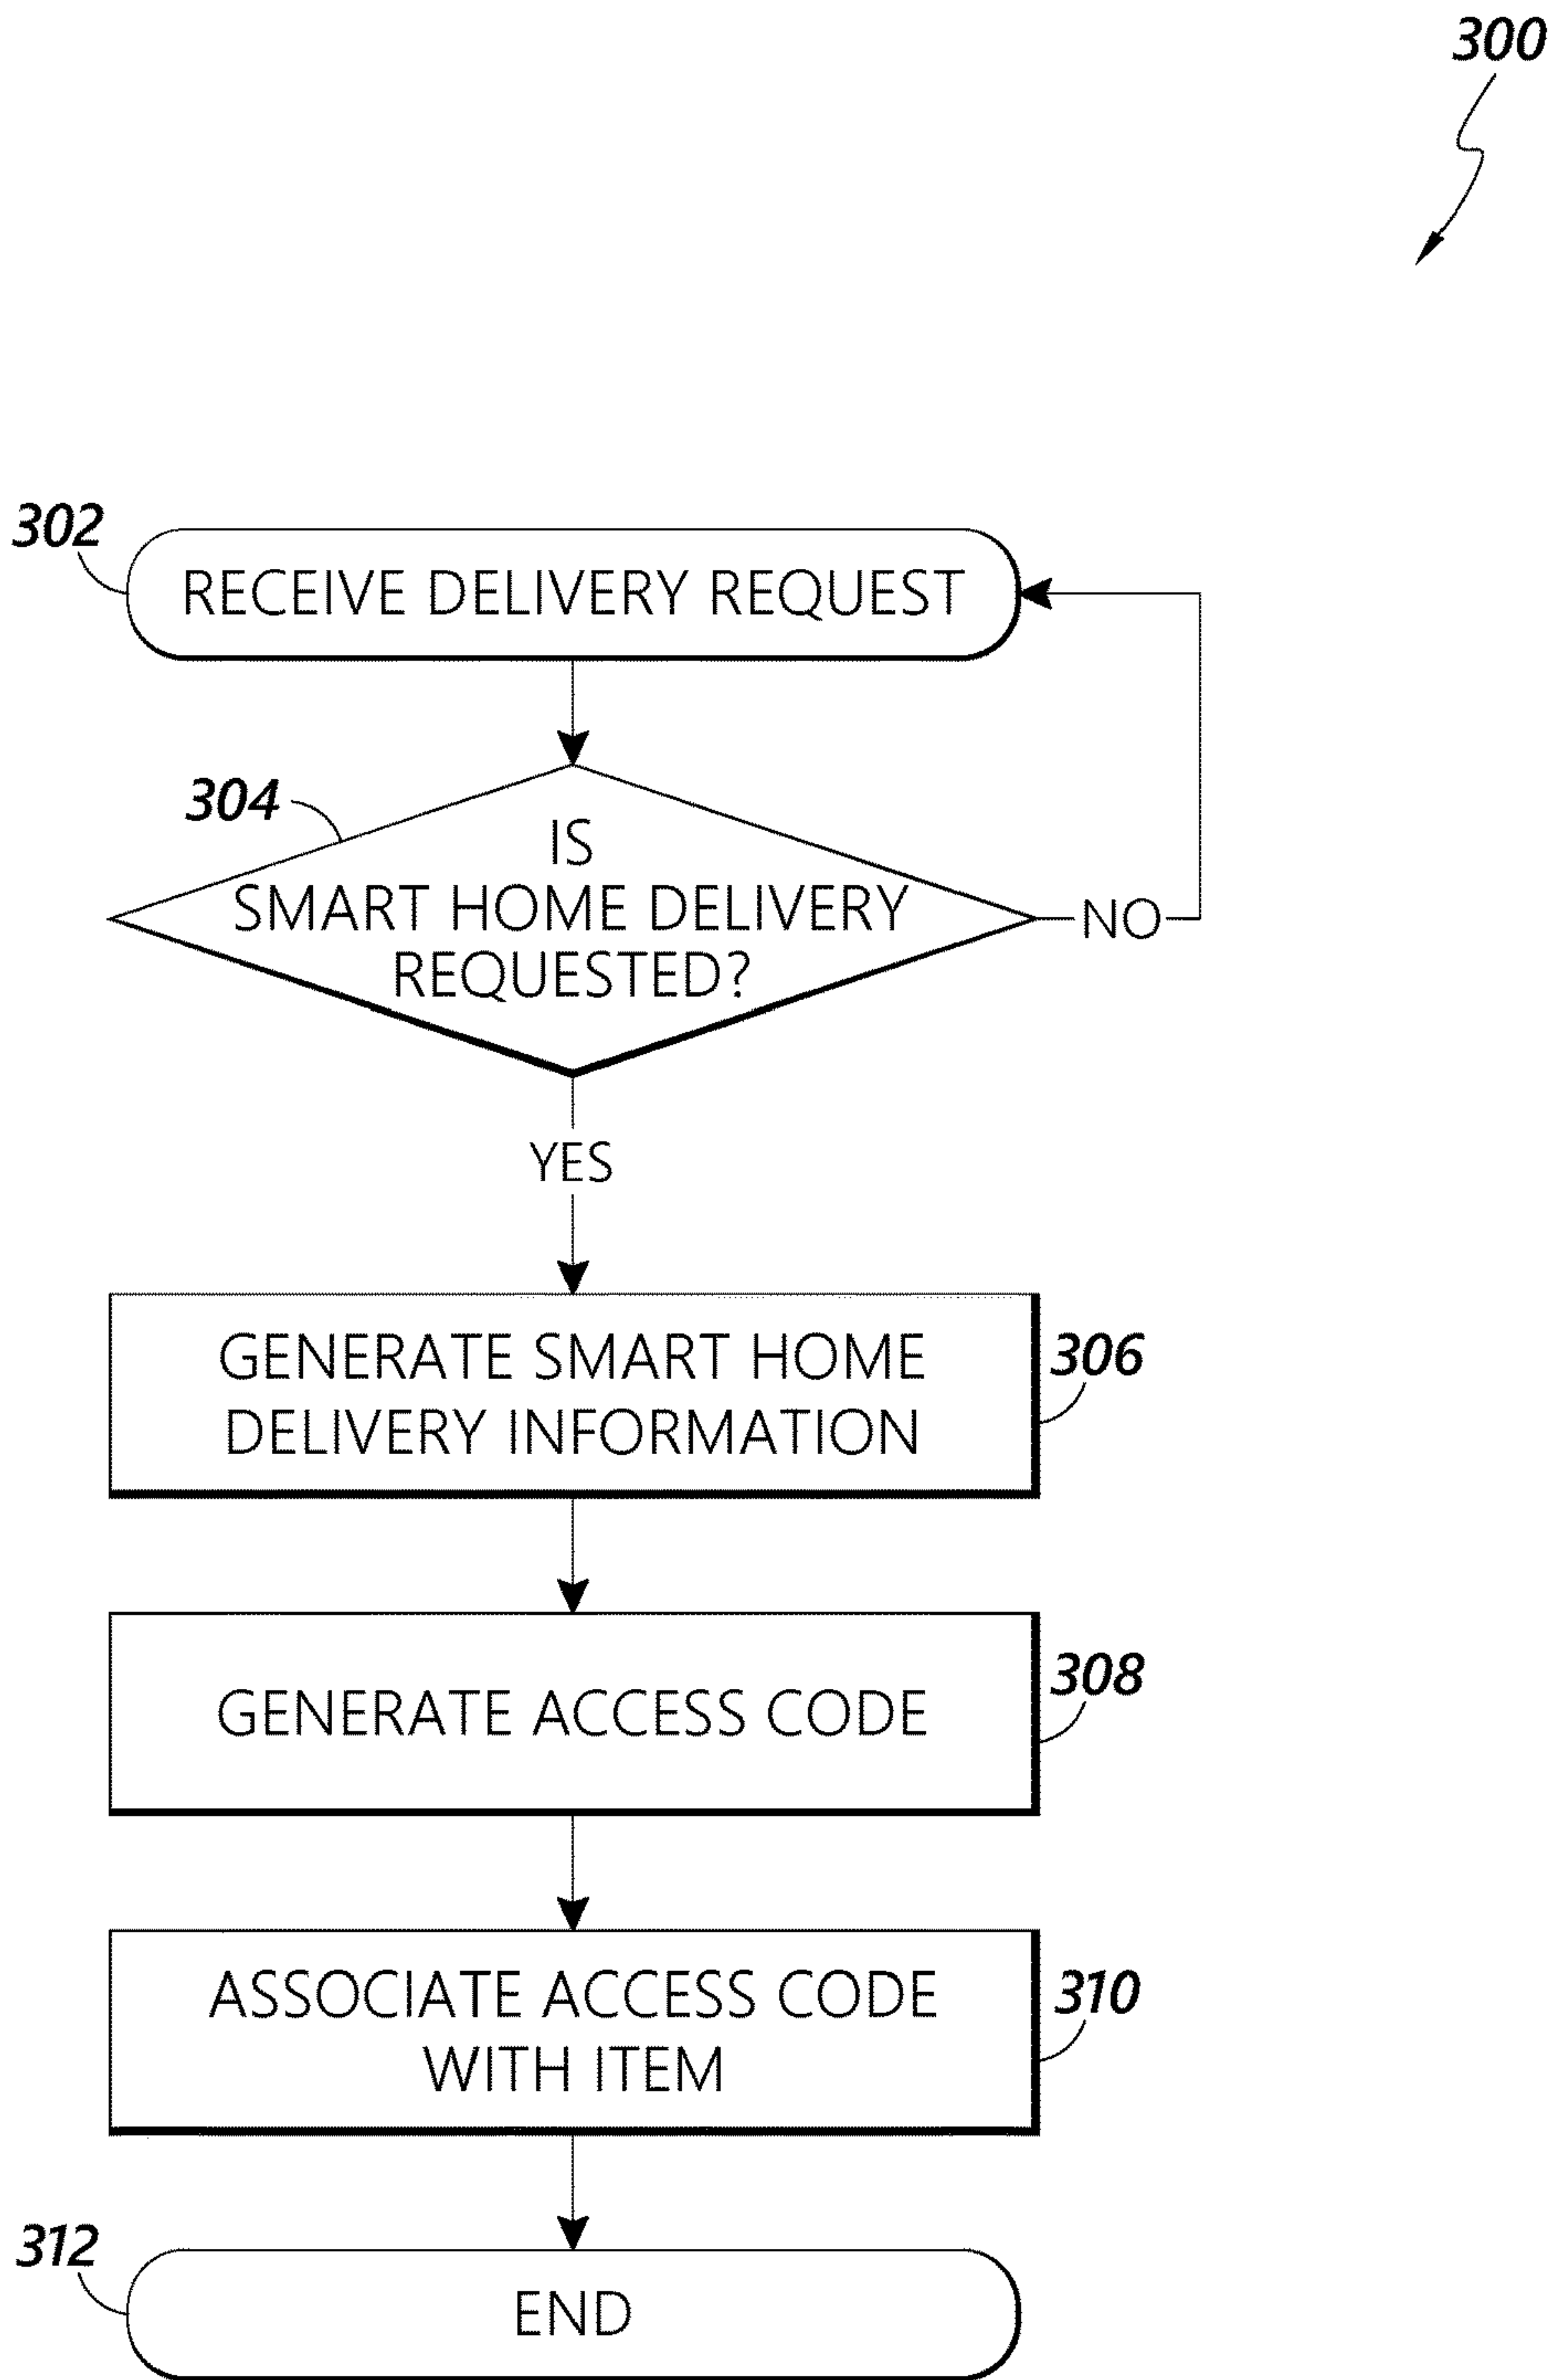 300
302
RECEIVE DELIVERY REQUEST
304
IS
SMART HOME DELIVERY
REQUESTED?
NO
YES
GENERATE SMART HOME
DELIVERY INFORMATION
306
GENERATE ACCESS CODE
308
ASSOCIATE ACCESS CODE
WITH ITEM
310
312
END